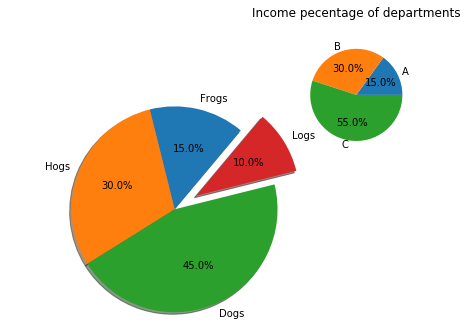 Income pecentage of departments
B
A
30.0%
15.0%
55.0%
C
Frogs
Logs
15.0%
10.0%
Hogs
30.0%
45.0%
Dogs